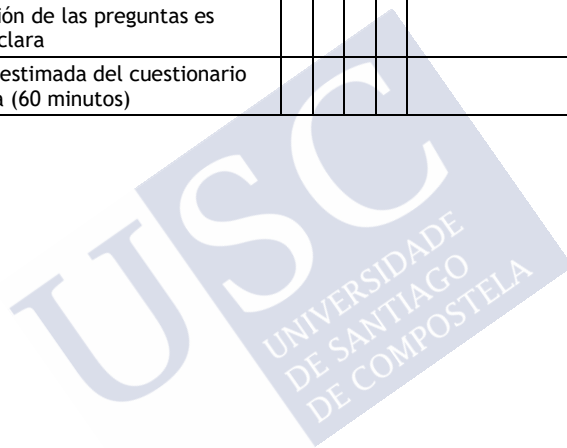 ión de las preguntas es
clara
estimada del cuestionario
a (60 minutos)
USC
UNIVERSIDADE
DE SANTIAGO
DE COMPOSTELA